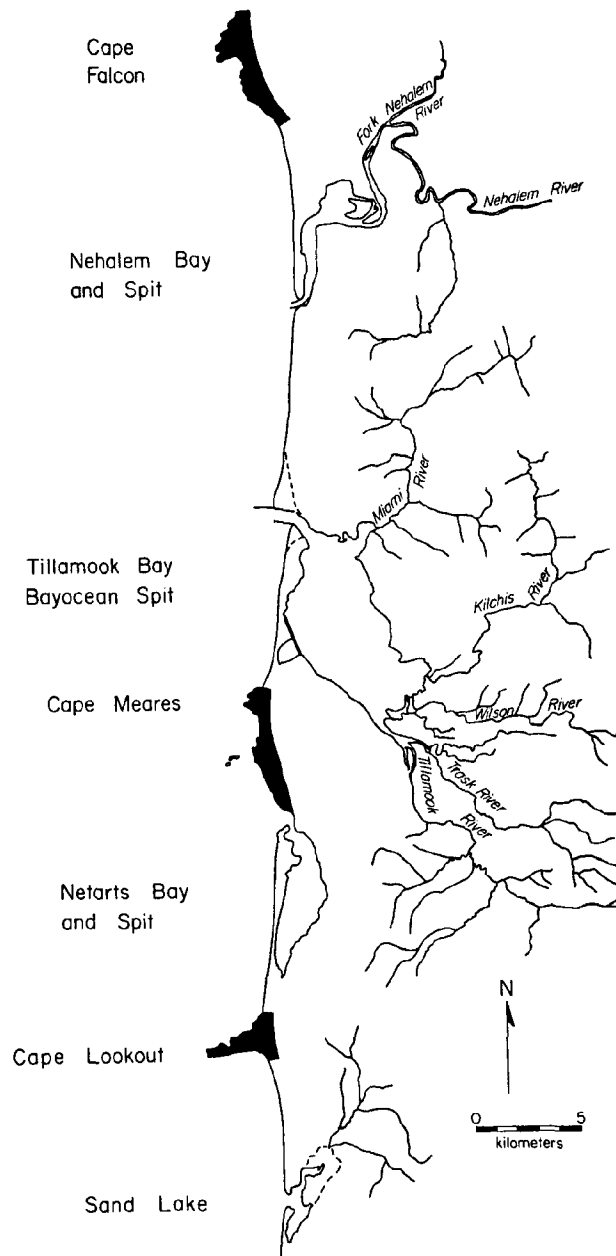 Cape
Falcon
Fork Nehalem
River
Nehalem River
Nehalem Bay
and Spit
Miami
River
Tillamook Bay
Bayocean Spit
Kilchis
River
Cape Meares
Wilson River
Trask River
Tillamook
River
Netarts Bay
and Spit
N
Cape Lookout
0 5
kilometers
Sand Lake